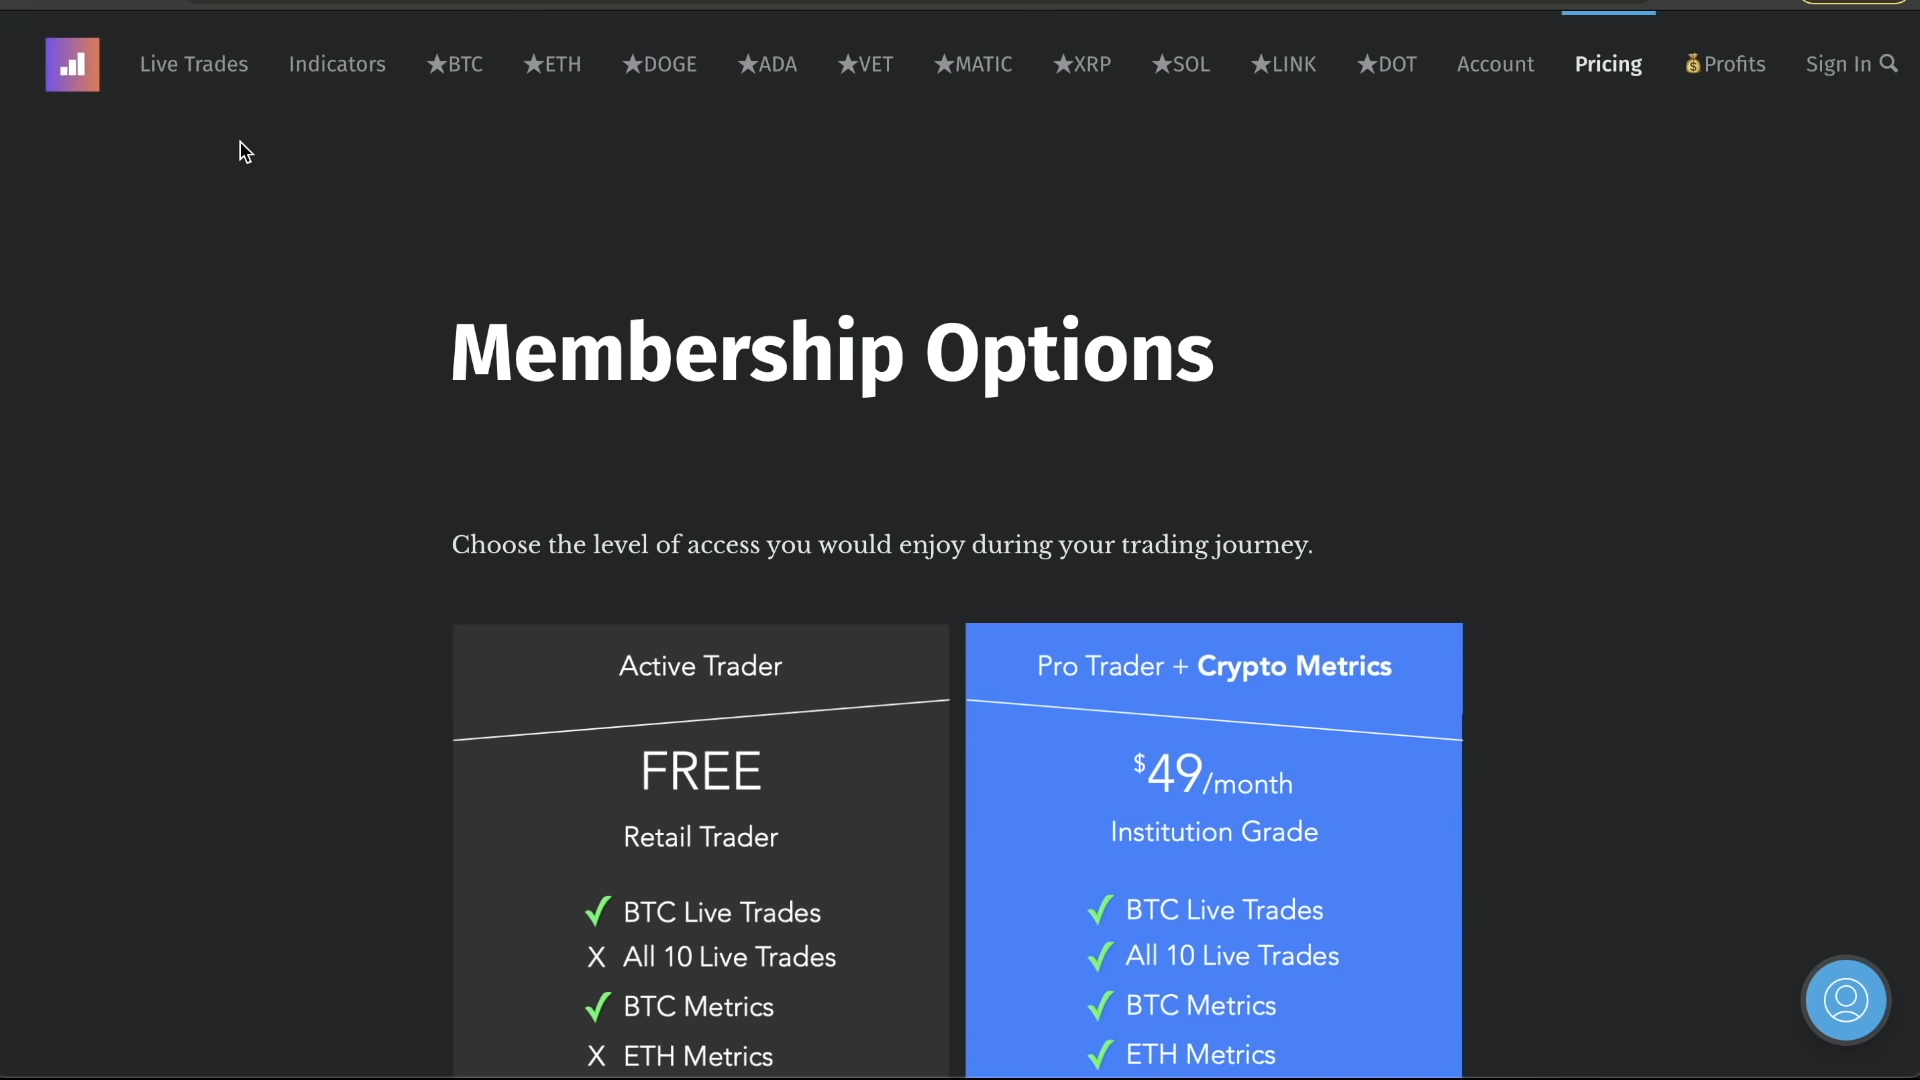 Live Trades Indicators ★BTC ★ETH ★DOGE ★ADA ★VET ★MATIC ★XRP ★SOL ★LINK ★DOT Account Pricing 💰Profits Sign In
Membership Options
Choose the level of access you would enjoy during your trading journey.
Active Trader
FREE
Retail Trader
✓ BTC Live Trades
X All 10 Live Trades
✓ BTC Metrics
X ETH Metrics
Pro Trader + Crypto Metrics
$49/month
Institution Grade
✓ BTC Live Trades
✓ All 10 Live Trades
✓ BTC Metrics
✓ ETH Metrics